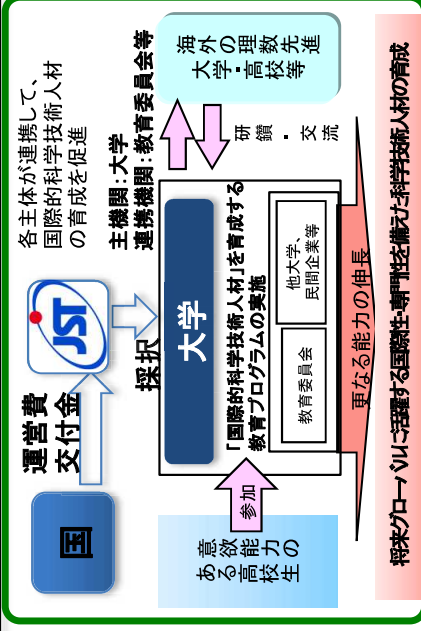 国
運営費
交付金
JST
各主体が連携して、
国際的科学技術人材
の育成を促進
採択
主機関：大学
連携機関：教育委員会等
海外の理数先進
大学・高校等
研鑽・交流
意欲能力の
ある高校生
参加
大学
「国際的科学技術人材」を育成する
教育プログラムの実施
教育委員会
他大学、
民間企業等
更なる能力の伸長
将来グローバルに活躍する国際性・専門性を備えた科学技術人材の育成